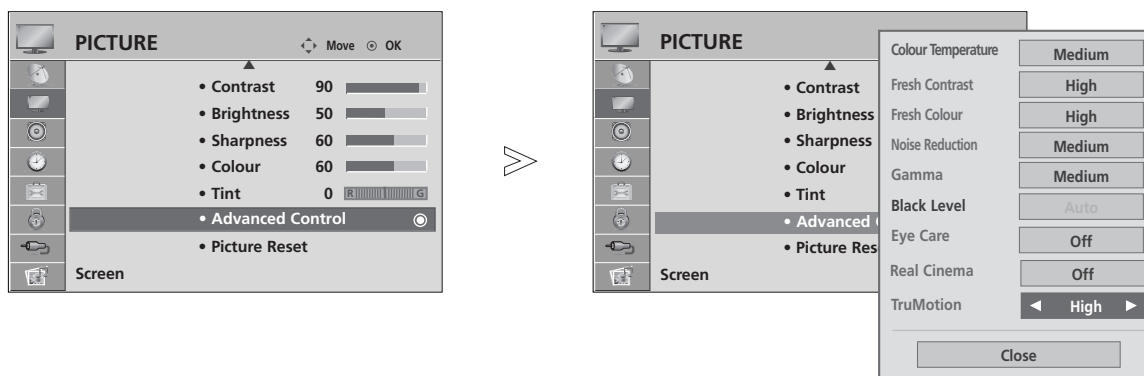 PICTURE
Move
OK
• Contrast 90
• Brightness 50
• Sharpness 60
• Colour 60
• Tint 0 R G
• Advanced Control
• Picture Reset
Screen
PICTURE
• Contrast
• Brightness
• Sharpness
• Colour
• Tint
• Advanced
• Picture Res
Screen
Colour Temperature Medium
Fresh Contrast High
Fresh Colour High
Noise Reduction Medium
Gamma Medium
Black Level Auto
Eye Care Off
Real Cinema Off
TruMotion High
Close